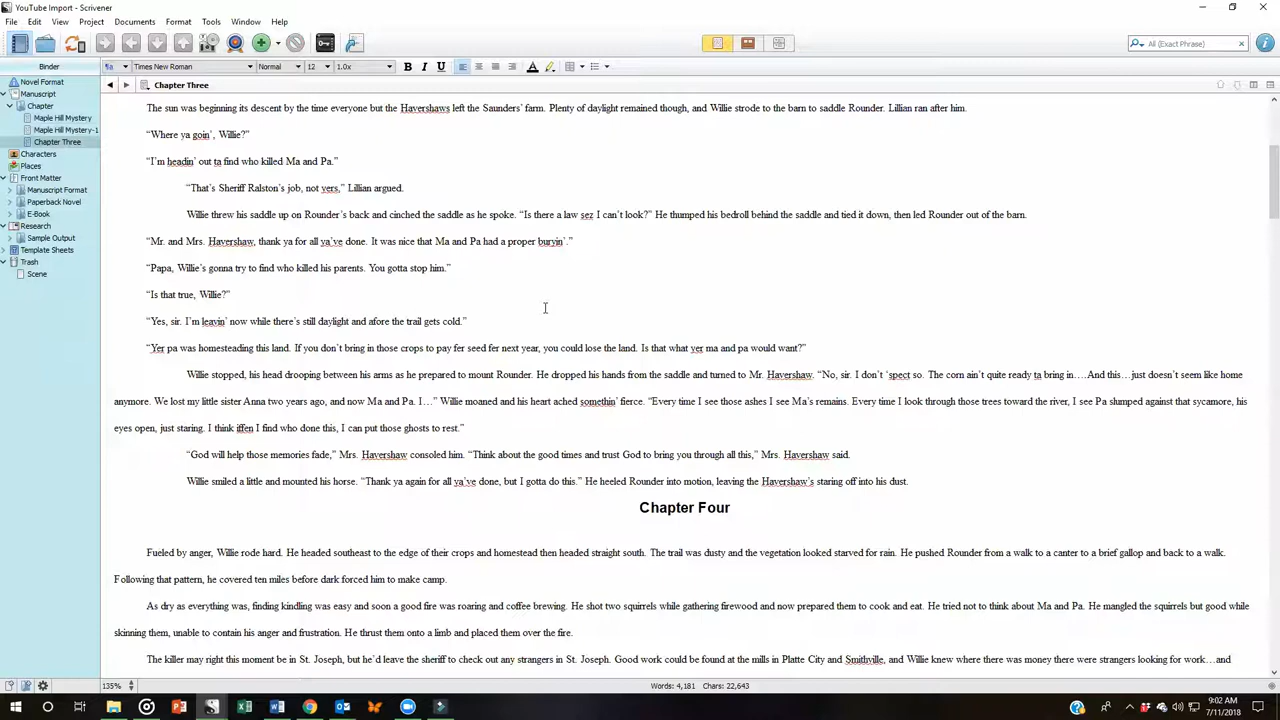 YouTube Import - Scrivener
File Edit View Project Documents Format Tools Window Help
All (Exact Phrase)
Binder
Times New Roman Normal 12 1.0x B I U A
Novel Format
Manuscript
Chapter
Maple Hill Mystery
Maple Hill Mystery-1
Chapter Three
Characters
Places
Front Matter
Manuscript Format
Paperback Novel
E-Book
Research
Sample Output
Template Sheets
Trash
Scene
Chapter Three
The sun was beginning its descent by the time everyone but the Havershaws left the Saunders’ farm. Plenty of daylight remained though, and Willie strode to the barn to saddle Rounder. Lillian ran after him.
“Where ya goin’, Willie?”
“I’m headin’ out ta find who killed Ma and Pa.”
“That’s Sheriff Ralston’s job, not yers,” Lillian argued.
Willie threw his saddle up on Rounder’s back and cinched the saddle as he spoke. “Is there a law sez I can’t look?” He thumped his bedroll behind the saddle and tied it down, then led Rounder out of the barn.
“Mr. and Mrs. Havershaw, thank ya for all ya’ve done. It was nice that Ma and Pa had a proper buryin’.”
“Papa, Willie’s gonna try to find who killed his parents. You gotta stop him.”
“Is that true, Willie?”
“Yes, sir. I’m leavin’ now while there’s still daylight and afore the trail gets cold.”
“Yer pa was homesteading this land. If you don’t bring in those crops to pay fer seed fer next year, you could lose the land. Is that what yer ma and pa would want?”
Willie stopped, his head drooping between his arms as he prepared to mount Rounder. He dropped his hands from the saddle and turned to Mr. Havershaw. “No, sir. I don’t ‘spect so. The corn ain’t quite ready ta bring in….And this…just doesn’t seem like home
anymore. We lost my little sister Anna two years ago, and now Ma and Pa. I…” Willie moaned and his heart ached somethin’ fierce. “Every time I see those ashes I see Ma’s remains. Every time I look through those trees toward the river, I see Pa slumped against that sycamore, his
eyes open, just staring. I think iffen I find who done this, I can put those ghosts to rest.”
“God will help those memories fade,” Mrs. Havershaw consoled him. “Think about the good times and trust God to bring you through all this,” Mrs. Havershaw said.
Willie smiled a little and mounted his horse. “Thank ya again for all ya’ve done, but I gotta do this.” He heeled Rounder into motion, leaving the Havershaw’s staring off into his dust.
Chapter Four
Fueled by anger, Willie rode hard. He headed southeast to the edge of their crops and homestead then headed straight south. The trail was dusty and the vegetation looked starved for rain. He pushed Rounder from a walk to a canter to a brief gallop and back to a walk.
Following that pattern, he covered ten miles before dark forced him to make camp.
As dry as everything was, finding kindling was easy and soon a good fire was roaring and coffee brewing. He shot two squirrels while gathering firewood and now prepared them to cook and eat. He tried not to think about Ma and Pa. He mangled the squirrels but good while
skinning them, unable to contain his anger and frustration. He thrust them onto a limb and placed them over the fire.
The killer may right this moment be in St. Joseph, but he’d leave the sheriff to check out any strangers in St. Joseph. Good work could be found at the mills in Platte City and Smithville, and Willie knew where there was money there were strangers looking for work…and
135% Words: 4,181 Chars: 22,643
9:02 AM
7/11/2018